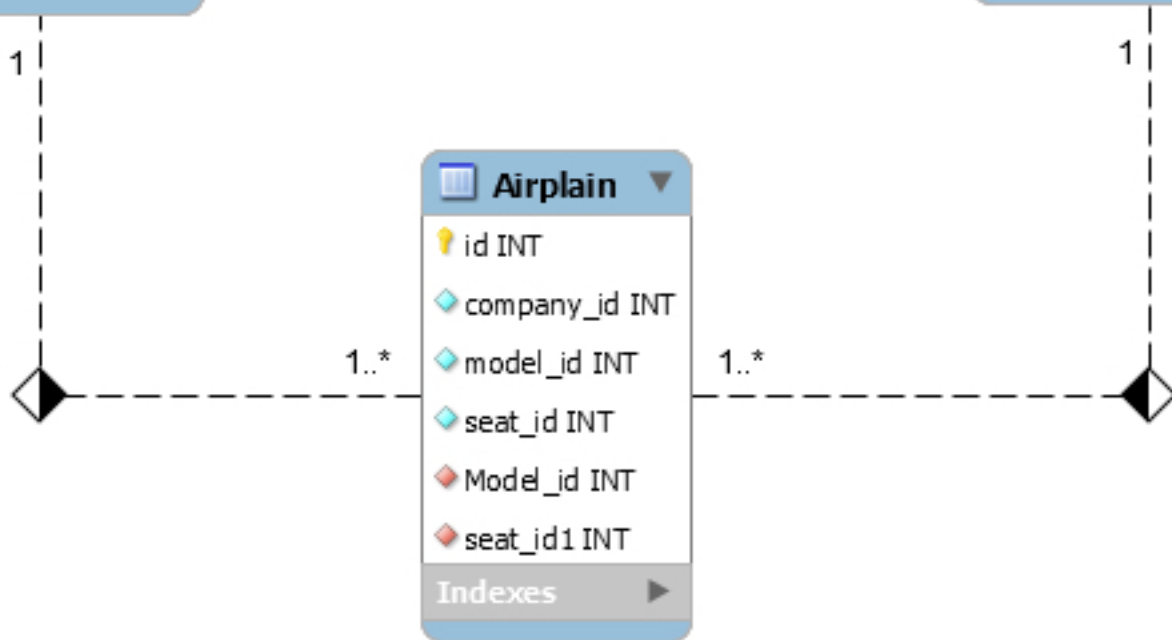 1
1
Airplain
id INT
company_id INT
1..*
model_id INT
1..*
seat_id INT
Model_id INT
seat_id1 INT
Indexes